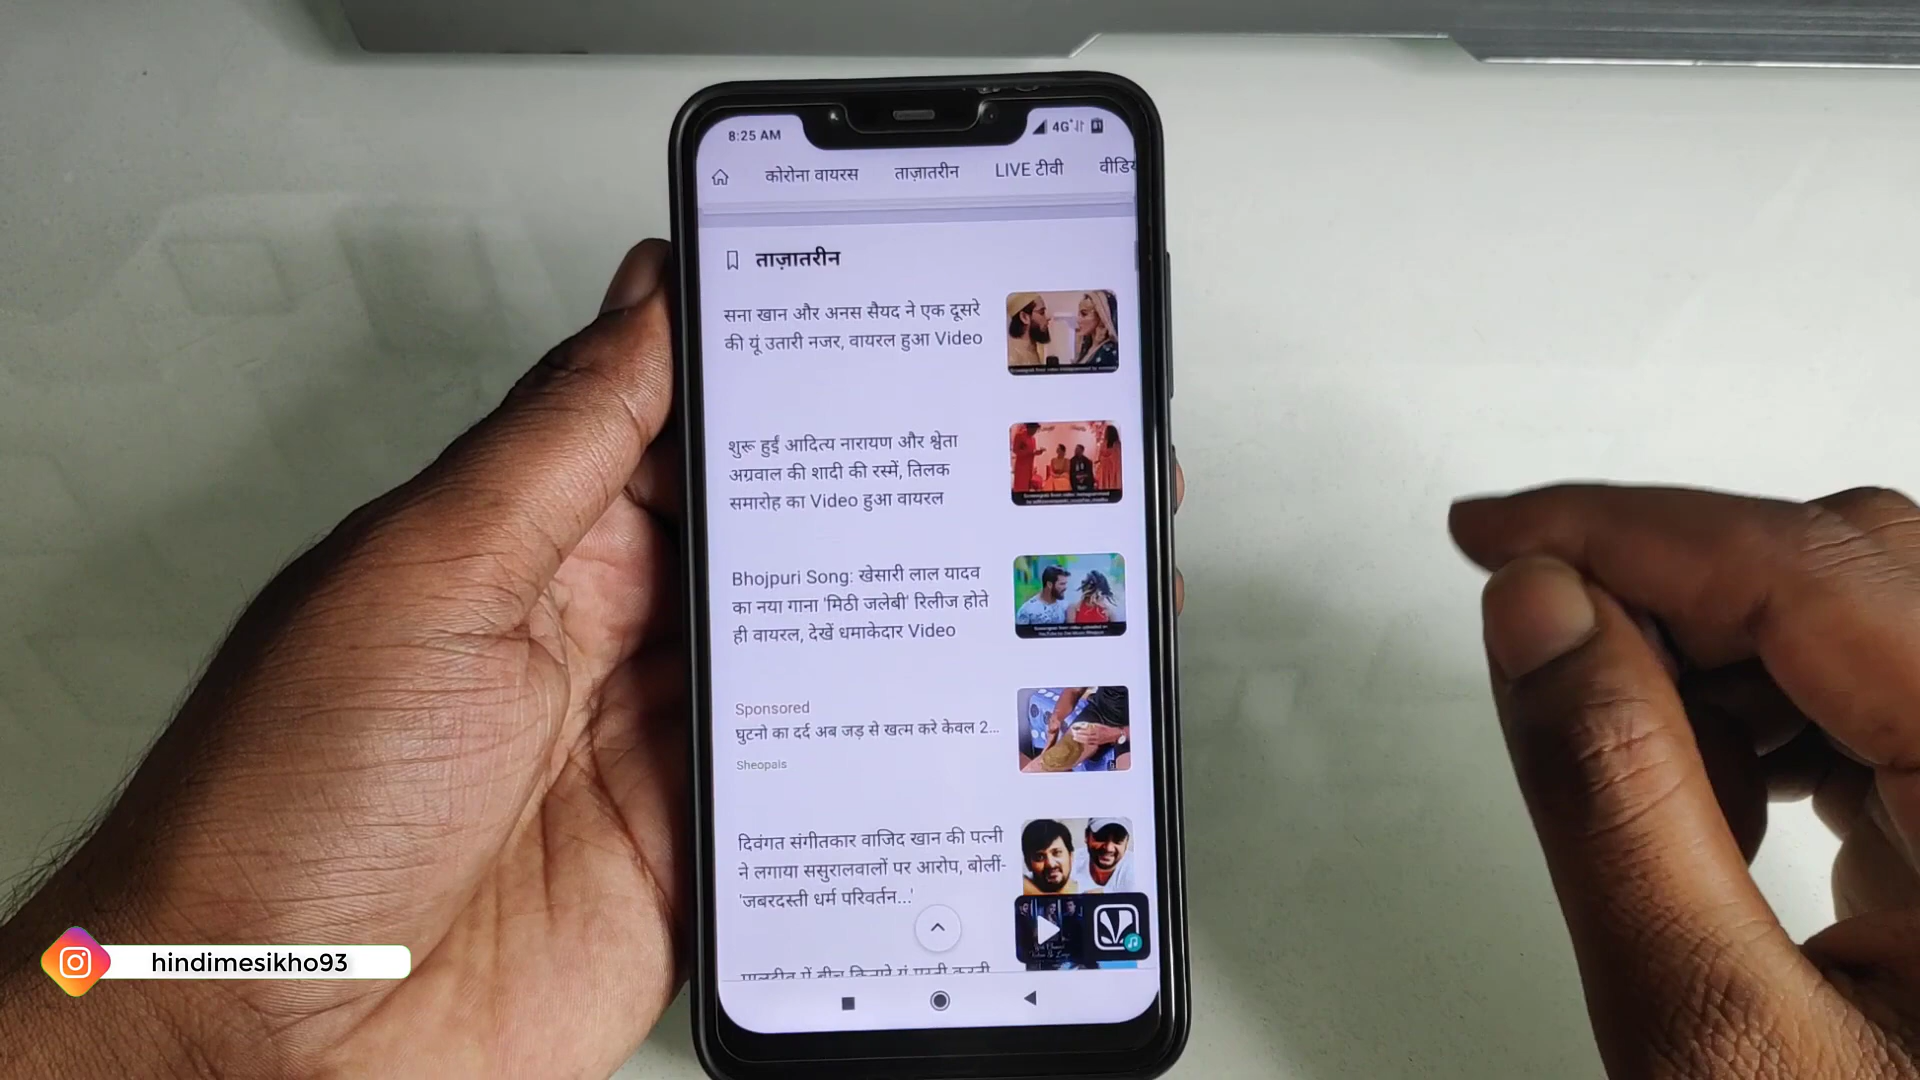 8:25 AM
4G+
कोरोना वायरस ताज़ातरीन LIVE टीवी
ताज़ातरीन
सना खान और अनस सैयद ने एक दूसरे
की यूं उतारी नजर, वायरल हुआ Video
शुरू हुईं आदित्य नारायण और श्वेता
अग्रवाल की शादी की रस्में, तिलक
समारोह का Video हुआ वायरल
Bhojpuri Song: खेसारी लाल यादव
का नया गाना 'मिठी जलेबी' रिलीज होते
ही वायरल, देखें धमाकेदार Video
Sponsored
घुटनो का दर्द अब जड़ से खत्म करे केवल 2...
Sheopals
दिवंगत संगीतकार वाजिद खान की पत्नी
ने लगाया ससुरालवालों पर आरोप, बोलीं-
'जबरदस्ती धर्म परिवर्तन...'
hindimesikho93